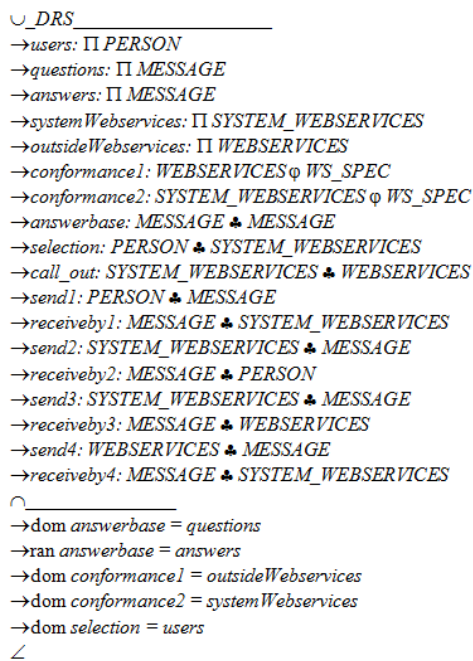 ∪_DRS____________________
→users: Π PERSON
→questions: Π MESSAGE
→answers: Π MESSAGE
→systemWebservices: Π SYSTEM_WEBSERVICES
→outsideWebservices: Π WEBSERVICES
→conformance1: WEBSERVICES φ WS_SPEC
→conformance2: SYSTEM_WEBSERVICES φ WS_SPEC
→answerbase: MESSAGE ♣ MESSAGE
→selection: PERSON ♣ SYSTEM_WEBSERVICES
→call_out: SYSTEM_WEBSERVICES ♣ WEBSERVICES
→send1: PERSON ♣ MESSAGE
→receiveby1: MESSAGE ♣ SYSTEM_WEBSERVICES
→send2: SYSTEM_WEBSERVICES ♣ MESSAGE
→receiveby2: MESSAGE ♣ PERSON
→send3: SYSTEM_WEBSERVICES ♣ MESSAGE
→receiveby3: MESSAGE ♣ WEBSERVICES
→send4: WEBSERVICES ♣ MESSAGE
→receiveby4: MESSAGE ♣ SYSTEM_WEBSERVICES
∩_______________
→dom answerbase = questions
→ran answerbase = answers
→dom conformance1 = outsideWebservices
→dom conformance2 = systemWebservices
→dom selection = users
∠